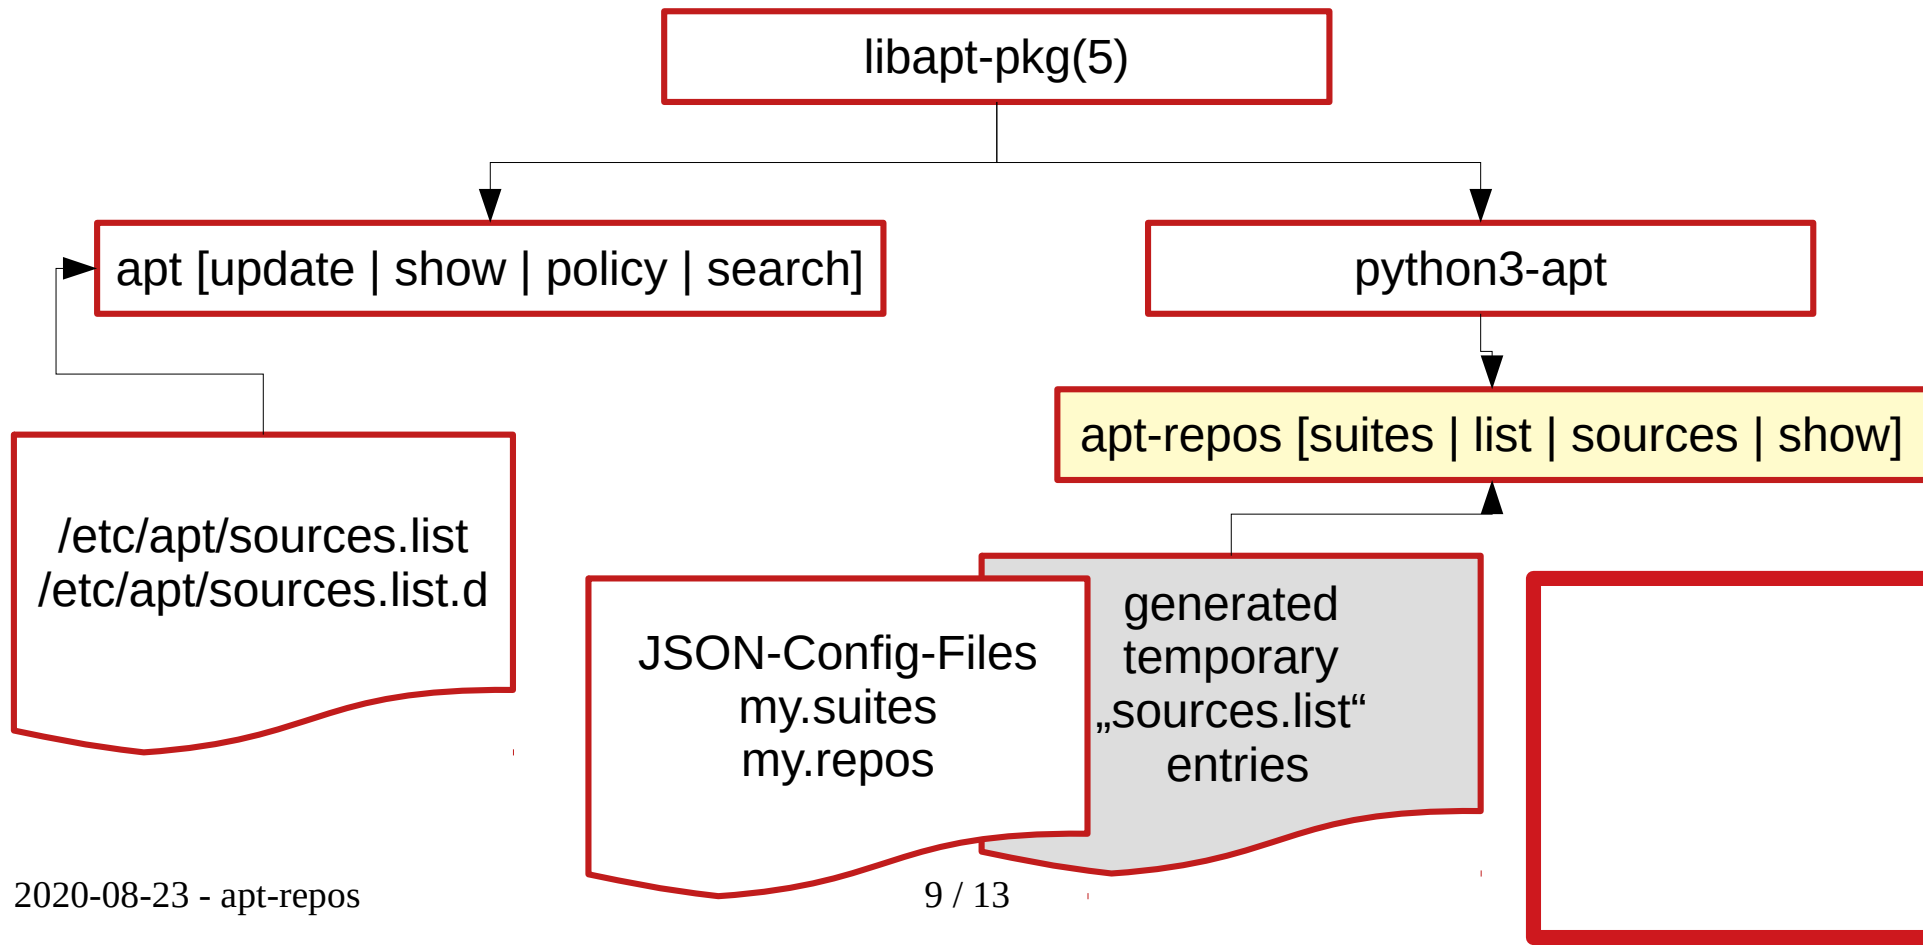 libapt-pkg(5)
apt [update | show | policy | search]
python3-apt
apt-repos [suites | list | sources | show]
/etc/apt/sources.list
/etc/apt/sources.list.d
JSON-Config-Files
my.suites
my.repos
generated
temporary
„sources.list“
entries
2020-08-23 - apt-repos
9 / 13